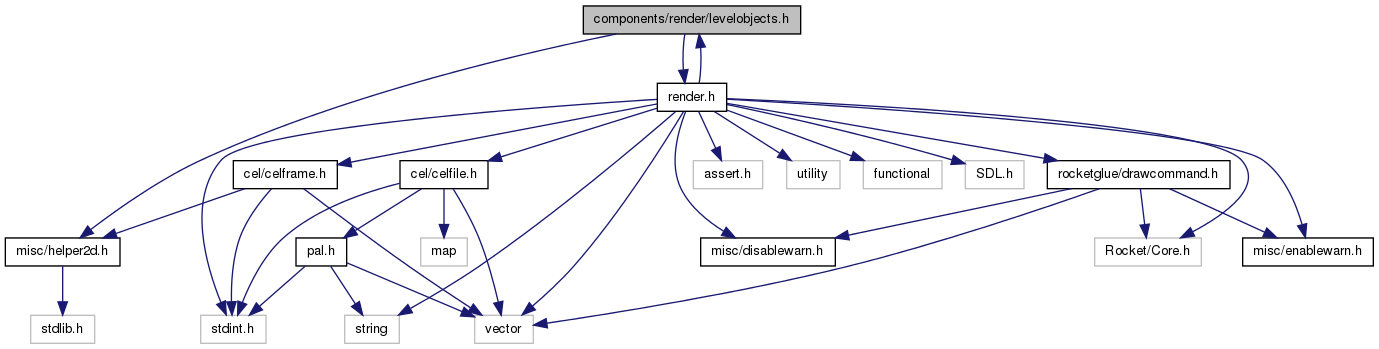 components/render/levelobjects.h
render.h
cel/celframe.h
cel/celfile.h
assert.h
utility
functional
SDL.h
rocketglue/drawcommand.h
misc/helper2d.h
pal.h
map
misc/disablewarn.h
Rocket/Core.h
misc/enablewarn.h
stdlib.h
stdint.h
string
vector